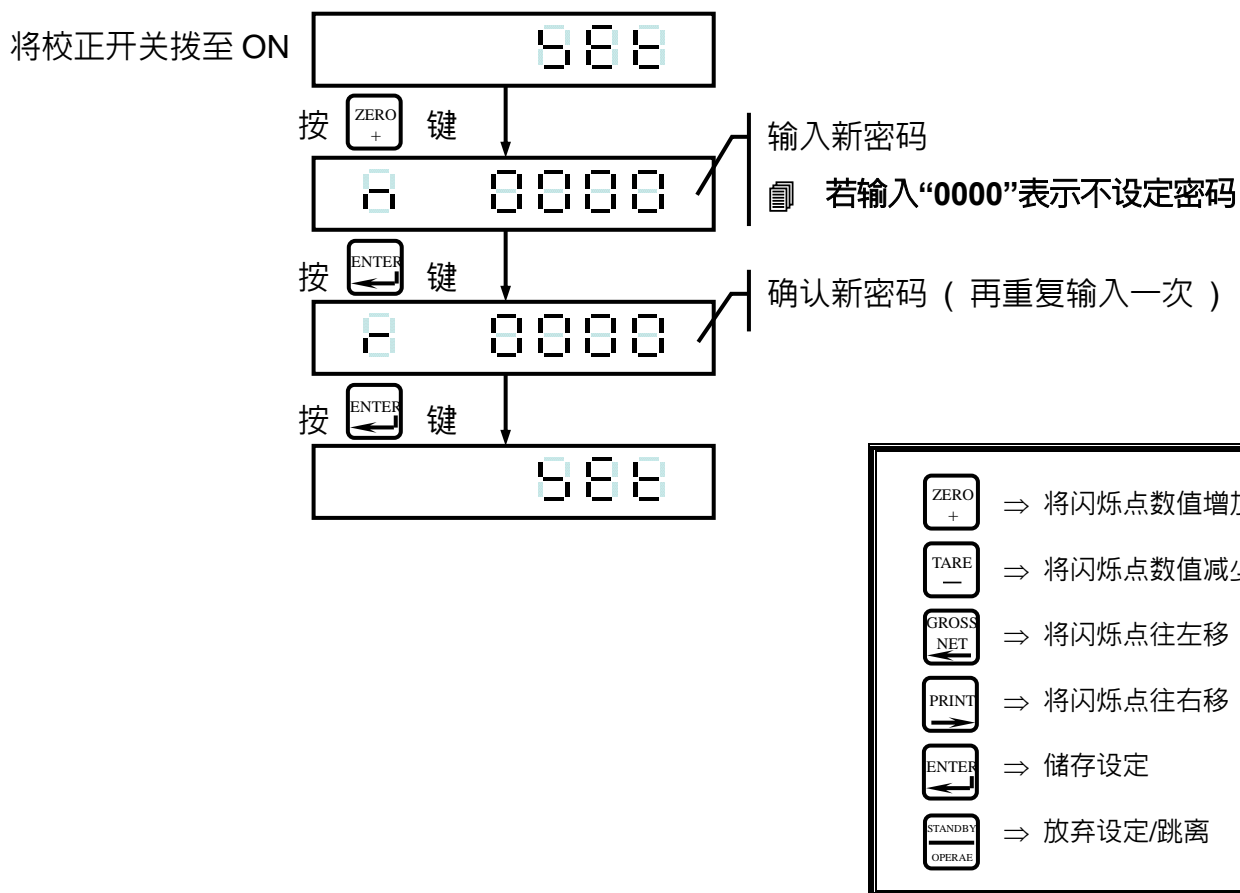 将校正开关拨至 ON
SEt
按 ZERO + 键
n 0000
输入新密码
若输入“0000”表示不设定密码
按 ENTER 键
r 0000
确认新密码 ( 再重复输入一次 )
按 ENTER 键
SEt
ZERO + ⇒ 将闪烁点数值增
TARE — ⇒ 将闪烁点数值减
GROSS NET ⇒ 将闪烁点往左移
PRINT ⇒ 将闪烁点往右移
ENTER ⇒ 储存设定
STANDBY OPERAE ⇒ 放弃设定/跳离